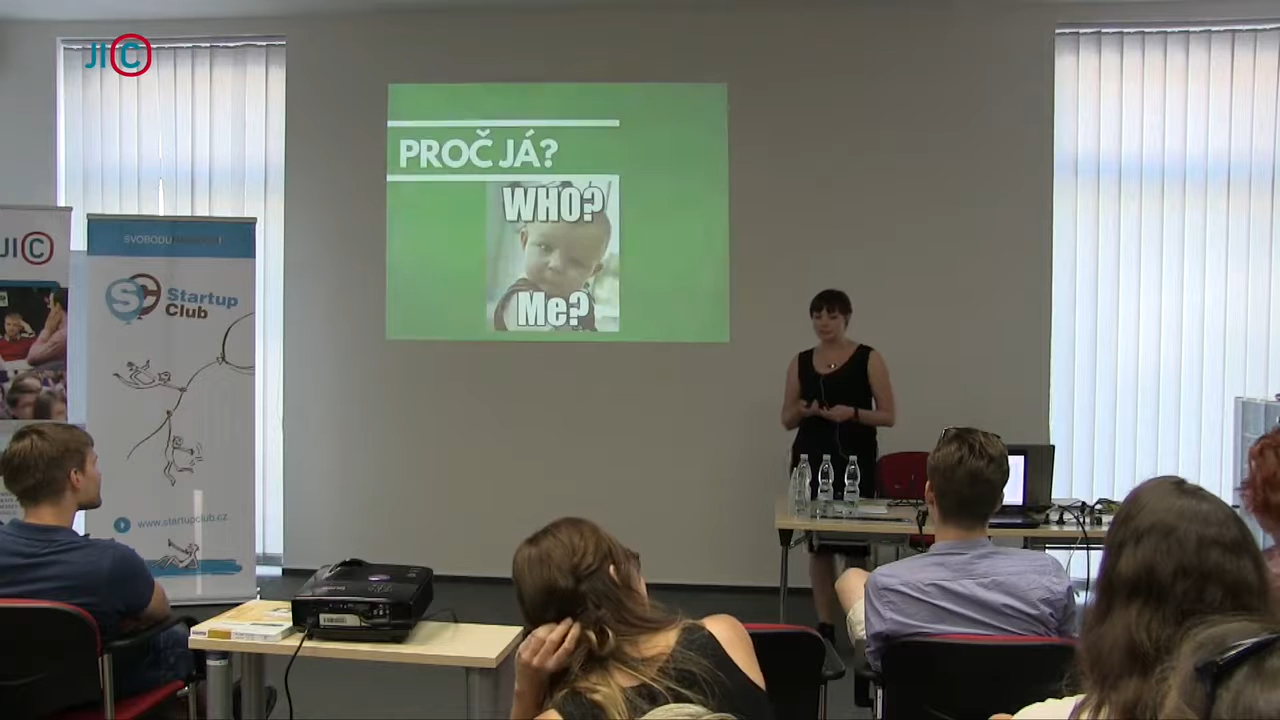 JIC
PROČ JÁ?
WHO?
Me?
JIC
SVOBODU
Startup
Club
www.startupclub.cz